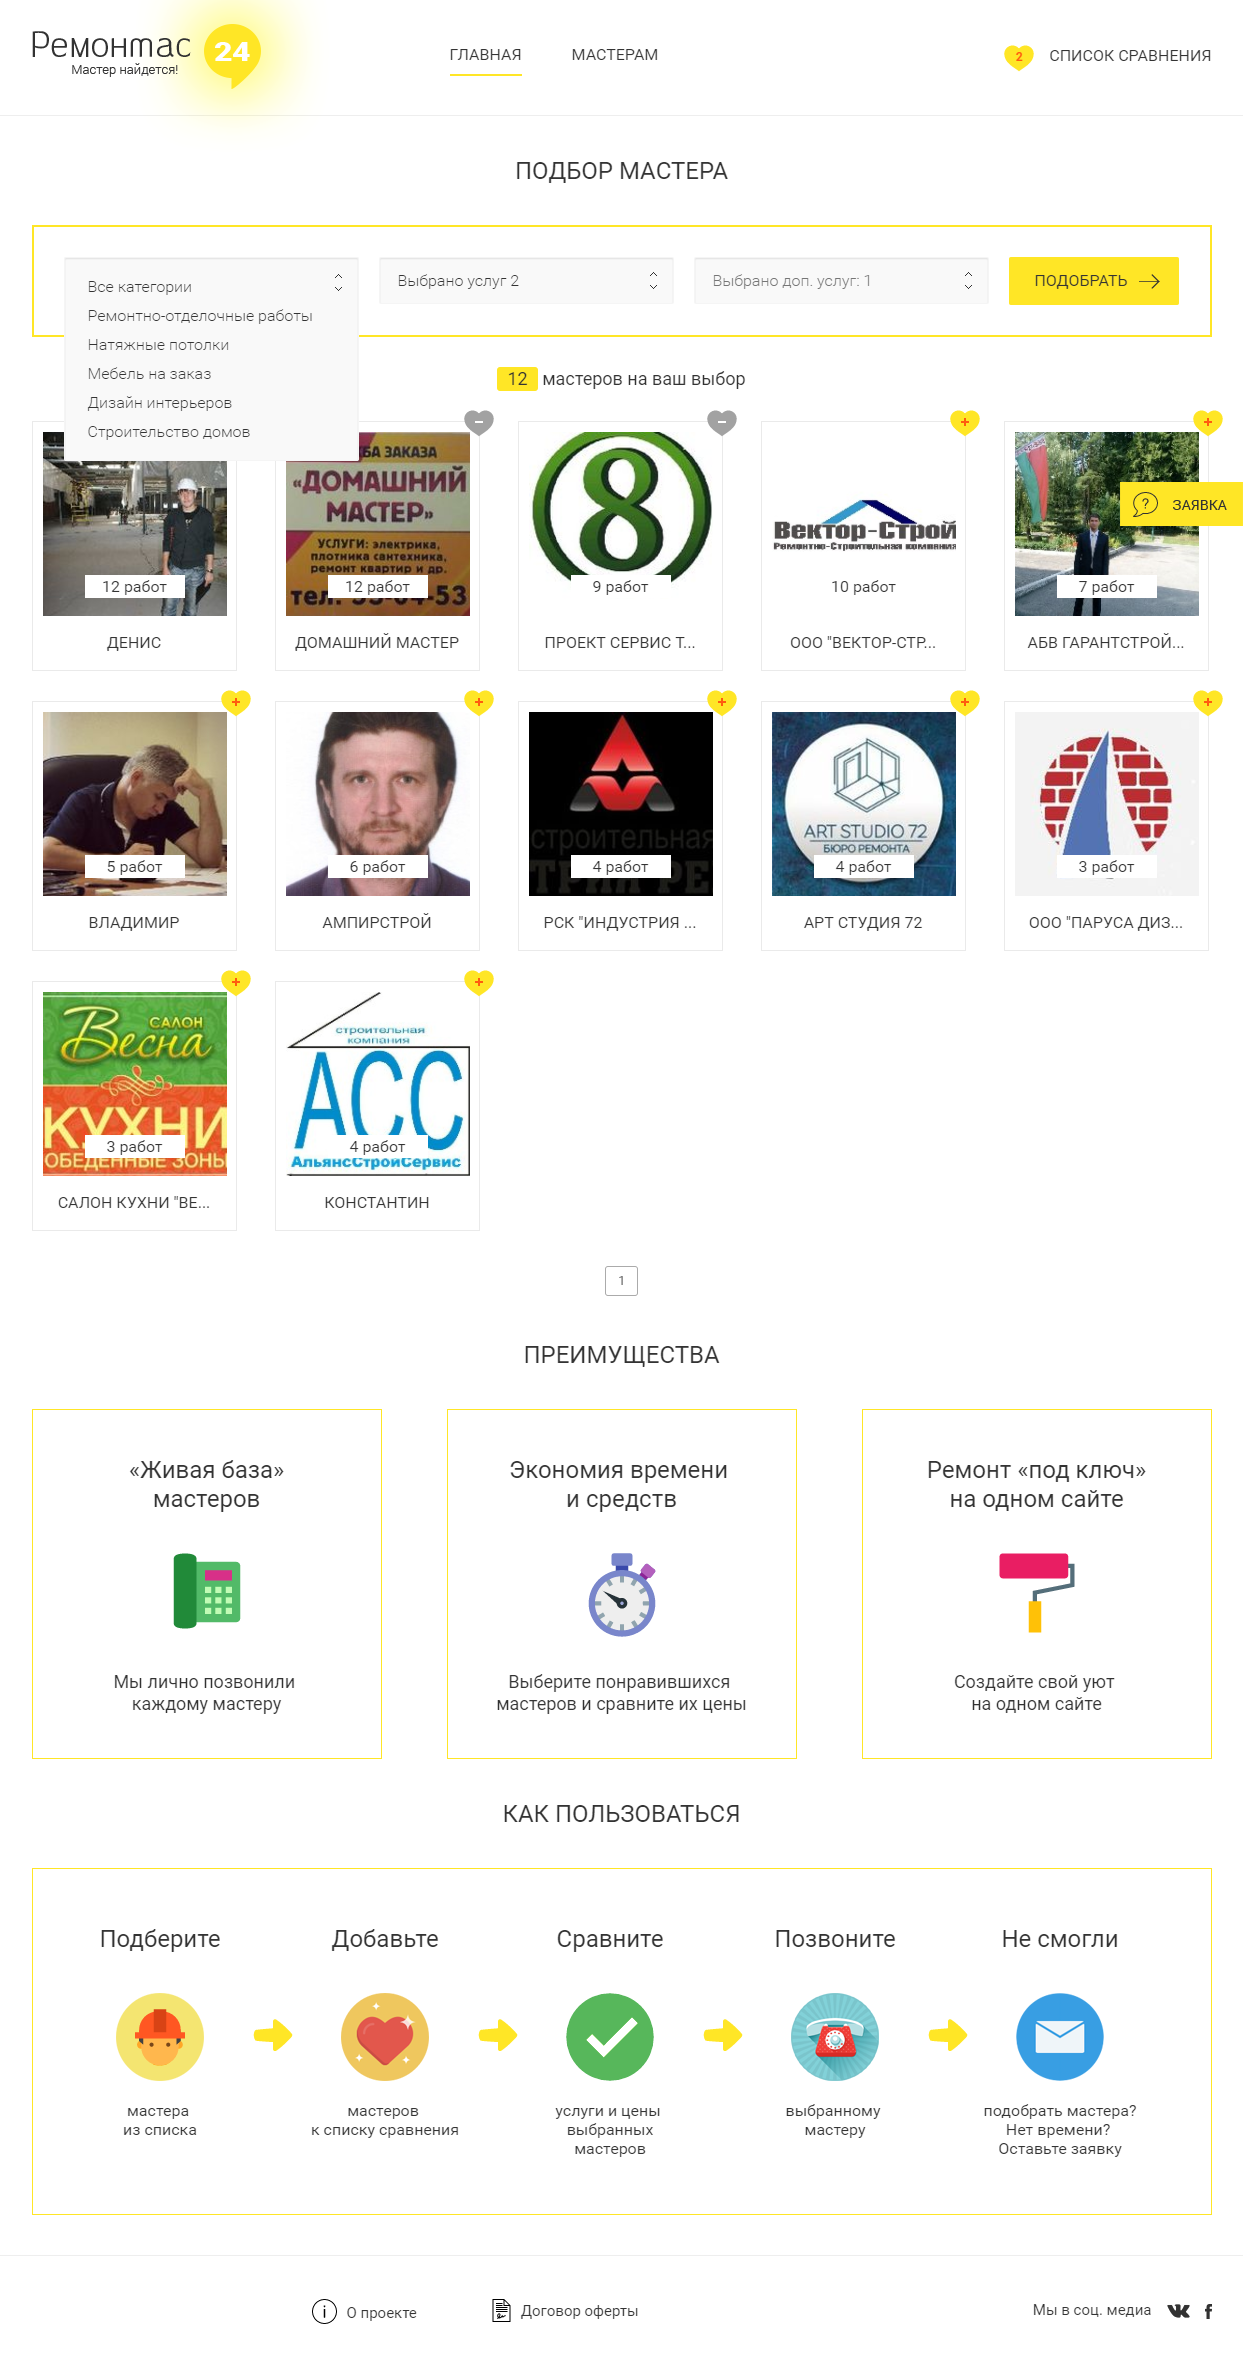 Ремонтас 24
Мастер найдется!
ГЛАВНАЯ
МАСТЕРАМ
2 СПИСОК СРАВНЕНИЯ
ПОДБОР МАСТЕРА
Все категории
Ремонтно-отделочные работы
Натяжные потолки
Мебель на заказ
Дизайн интерьеров
Строительство домов
Выбрано услуг 2
Выбрано доп. услуг: 1
ПОДОБРАТЬ
12 мастеров на ваш выбор
12 работ
ДЕНИС
ЗАКАЗА
«ДОМАШНИЙ
МАСТЕР»
УСЛУГИ: электрика,
плотника сантехника,
ремонт квартир и др.
12 работ
ДОМАШНИЙ МАСТЕР
8
9 работ
ПРОЕКТ СЕРВИС Т...
Вектор-Строй
Ремонтно-Строительная компания
10 работ
ООО "ВЕКТОР-СТР...
7 работ
АБВ ГАРАНТСТРОЙ...
ЗАЯВКА
5 работ
ВЛАДИМИР
6 работ
АМПИРСТРОЙ
строительная
4 работ
РСК "ИНДУСТРИЯ ...
ART STUDIO 72
БЮРО РЕМОНТА
4 работ
АРТ СТУДИЯ 72
3 работ
ООО "ПАРУСА ДИЗ...
САЛОН
Весна
КУХНИ
3 работ
ОБЕДЕННЫЕ ЗОНЫ
САЛОН КУХНИ "ВЕ...
строительная
компания
АСС
4 работ
АльянсСтройСервис
КОНСТАНТИН
1
ПРЕИМУЩЕСТВА
«Живая база»
мастеров
Мы лично позвонили
каждому мастеру
Экономия времени
и средств
Выберите понравившихся
мастеров и сравните их цены
Ремонт «под ключ»
на одном сайте
Создайте свой уют
на одном сайте
КАК ПОЛЬЗОВАТЬСЯ
Подберите
мастера
из списка
Добавьте
мастеров
к списку сравнения
Сравните
услуги и цены
выбранных
мастеров
Позвоните
выбранному
мастеру
Не смогли
подобрать мастера?
Нет времени?
Оставьте заявку
О проекте
Договор оферты
Мы в соц. медиа